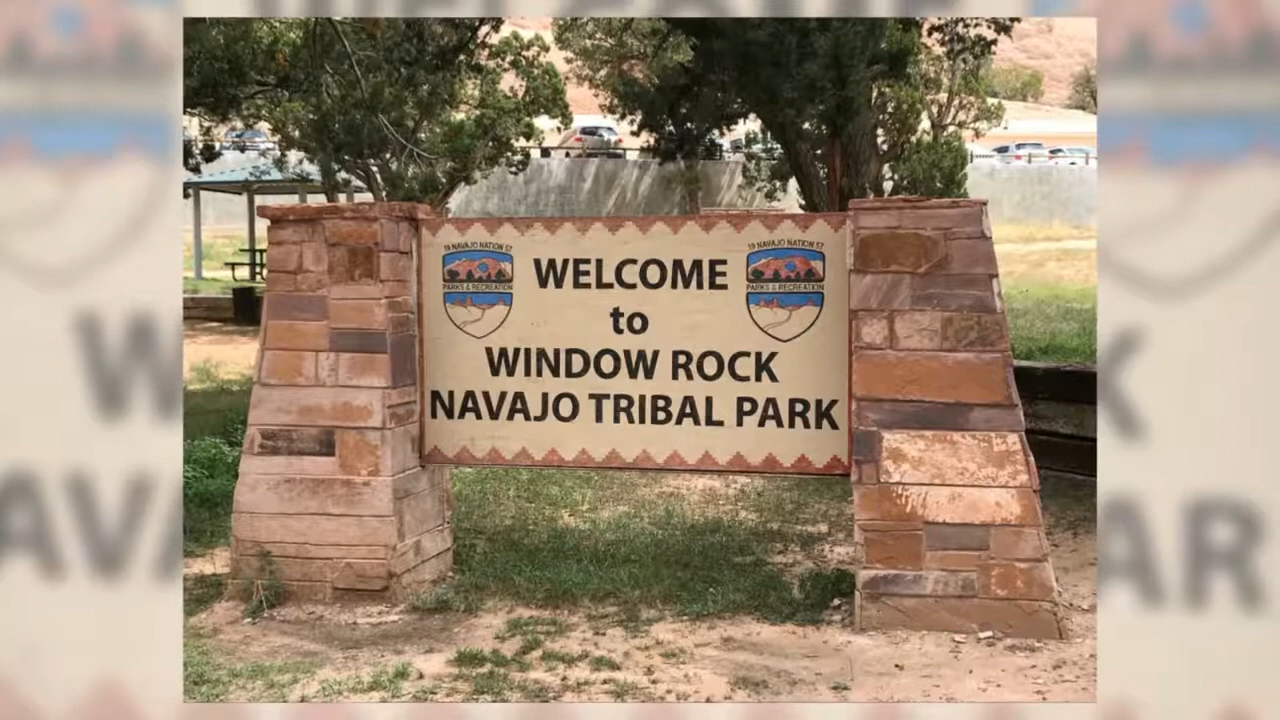 19 NAVAJO NATION 57
PARKS & RECREATION
WELCOME
19 NAVAJO NATION 57
PARKS & RECREATION
to
WINDOW ROCK
NAVAJO TRIBAL PARK